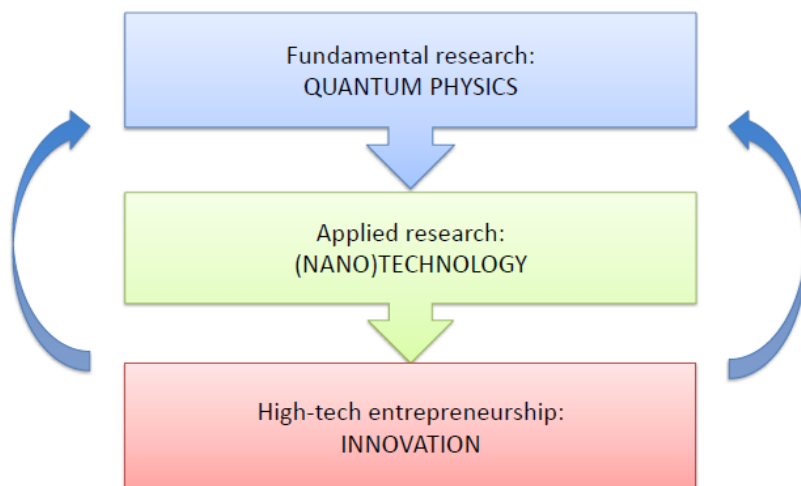 Fundamental research:
QUANTUM PHYSICS
Applied research:
(NANO)TECHNOLOGY
High-tech entrepreneurship:
INNOVATION